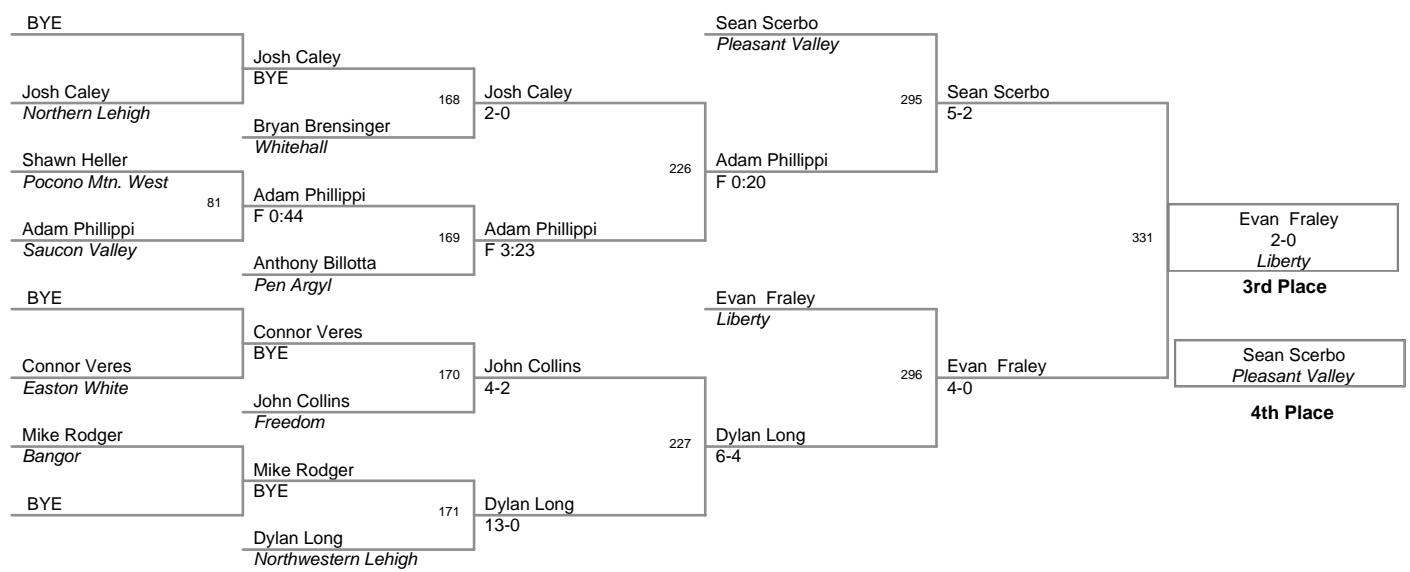 BYE
Josh Caley
Northern Lehigh
Shawn Heller
Pocono Mtn. West
81
Adam Phillippi
Saucon Valley
BYE
Connor Veres
Easton White
Mike Rodger
Bangor
BYE
Josh Caley
BYE
168
Bryan Brensinger
Whitehall
Adam Phillippi
F 0:44
169
Anthony Billotta
Pen Argyl
Connor Veres
BYE
170
John Collins
Freedom
Mike Rodger
BYE
171
Dylan Long
Northwestern Lehigh
Josh Caley
2-0
226
Adam Phillippi
F 3:23
John Collins
4-2
227
Dylan Long
13-0
Sean Scerbo
Pleasant Valley
295
Adam Phillippi
F 0:20
Evan  Fraley
Liberty
296
Dylan Long
6-4
Sean Scerbo
5-2
331
Evan  Fraley
4-0
Evan  Fraley
2-0
Liberty
3rd Place
Sean Scerbo
Pleasant Valley
4th Place